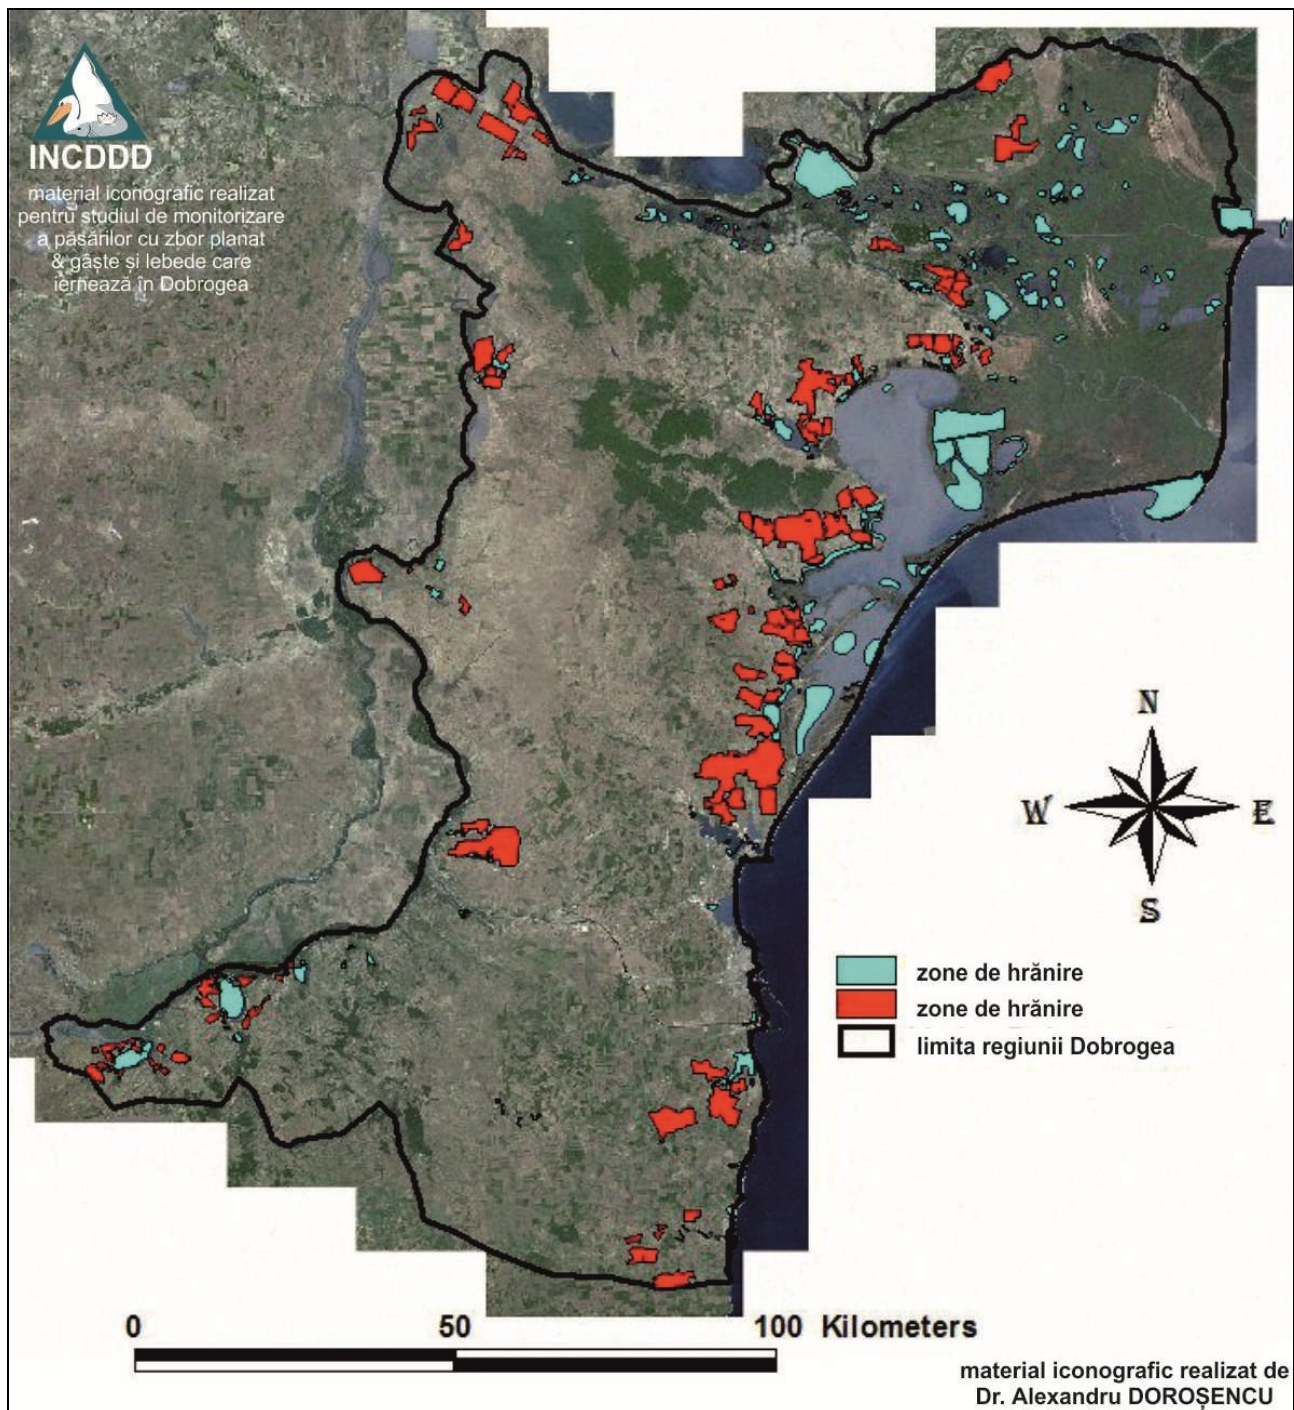 INCDDD
material iconografic realizat
pentru studiul de monitorizare
a păsărilor cu zbor planat
& gâște și lebede care
iernează în Dobrogea
N
W E
S
zone de hrănire
zone de hrănire
limita regiunii Dobrogea
0 50 100 Kilometers
material iconografic realizat de
Dr. Alexandru DOROȘENCU